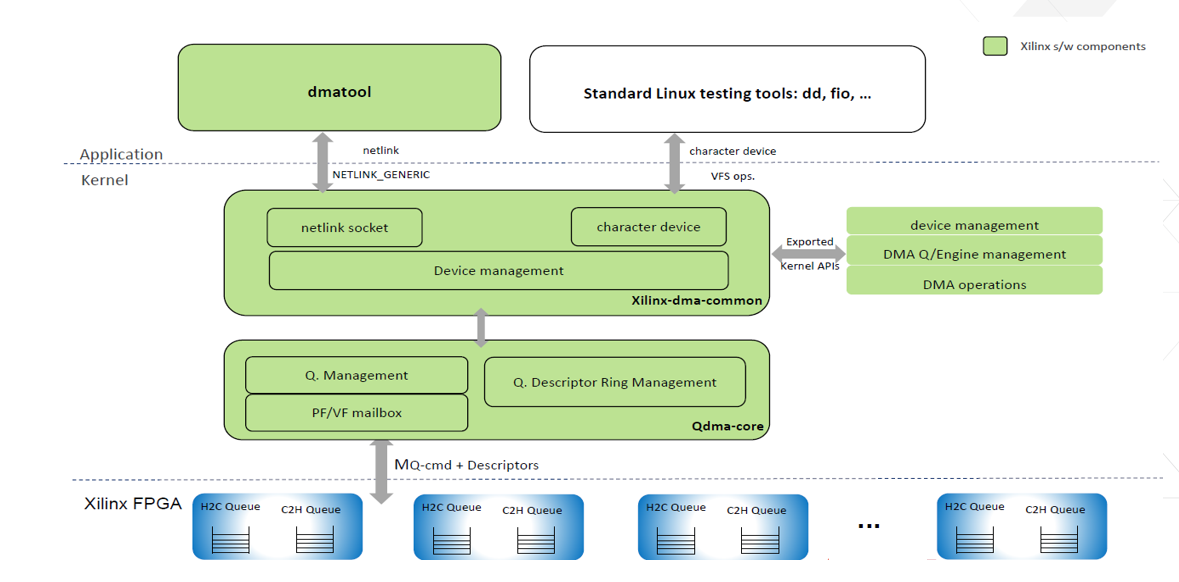 Xilinx s/w components
dmatool
Standard Linux testing tools: dd, fio, ...
netlink
character device
Application
Kernel
NETLINK_GENERIC
VFS ops.
netlink socket
character device
Device management
Xilinx-dma-common
Exported
Kernel APIs
device management
DMA Q/Engine management
DMA operations
Q. Management
PF/VF mailbox
Q. Descriptor Ring Management
Qdma-core
MQ-cmd + Descriptors
Xilinx FPGA
H2C Queue
C2H Queue
H2C Queue
C2H Queue
H2C Queue
C2H Queue
...
H2C Queue
C2H Queue